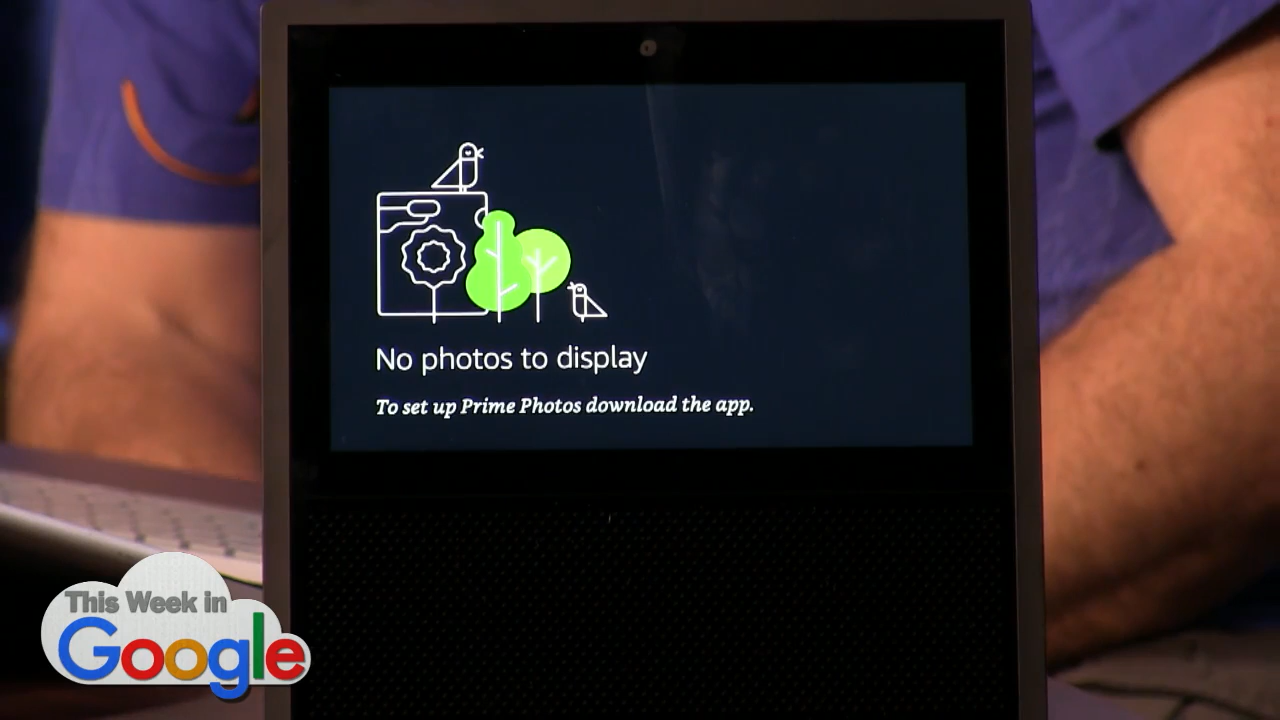 No photos to display
To set up Prime Photos download the app.
This Week in
Google